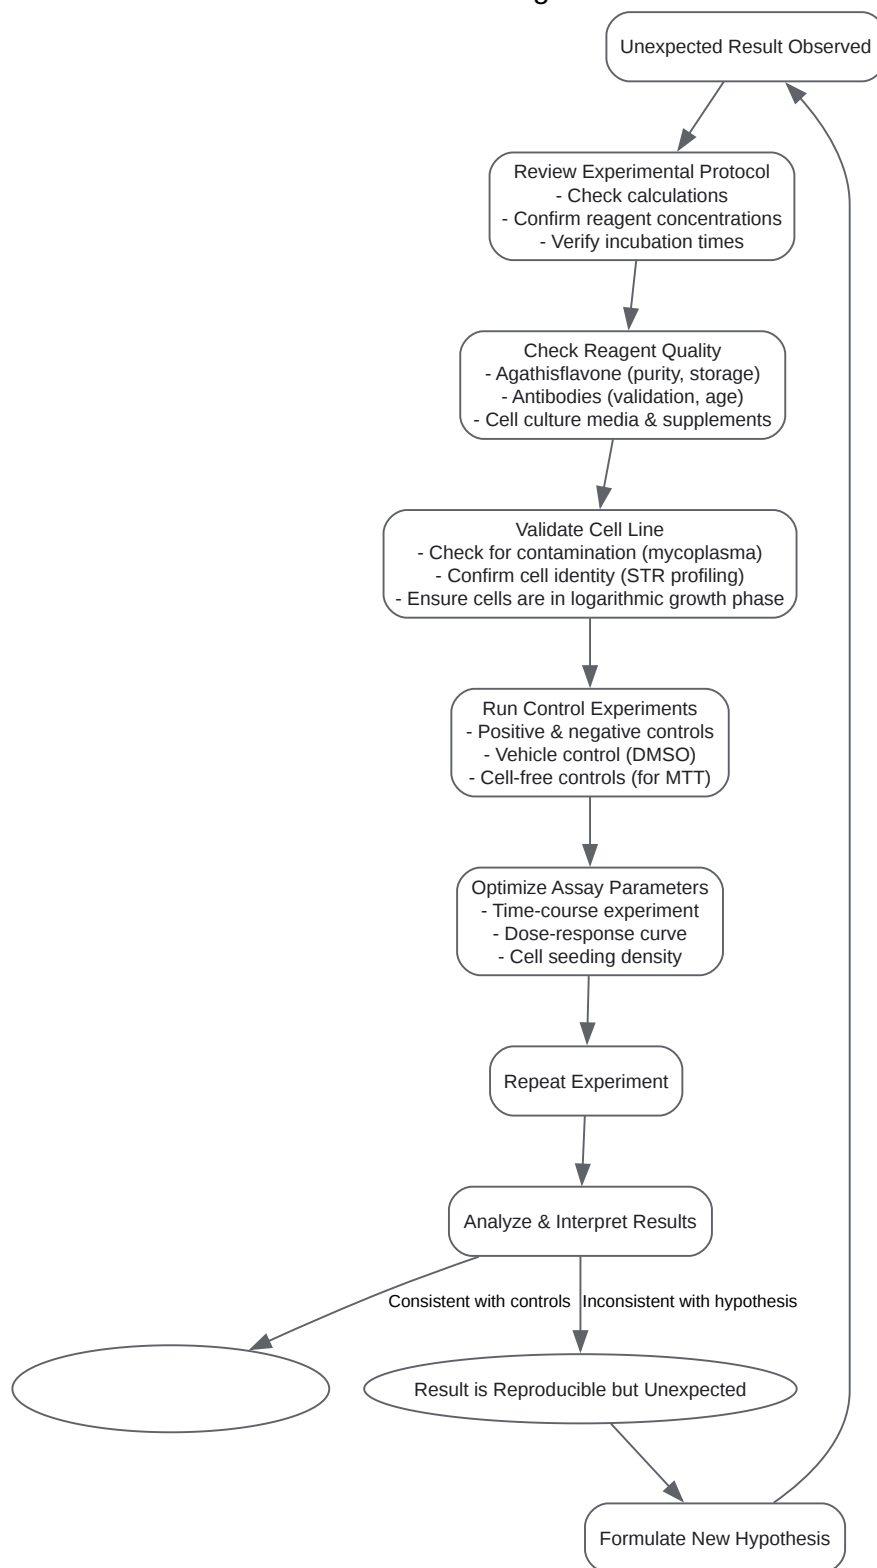 Unexpected Result Observed
Review Experimental Protocol
- Check calculations
- Confirm reagent concentrations
- Verify incubation times
Check Reagent Quality
- Agathisflavone (purity, storage)
- Antibodies (validation, age)
- Cell culture media & supplements
Validate Cell Line
- Check for contamination (mycoplasma)
- Confirm cell identity (STR profiling)
- Ensure cells are in logarithmic growth phase
Run Control Experiments
- Positive & negative controls
- Vehicle control (DMSO)
- Cell-free controls (for MTT)
Optimize Assay Parameters
- Time-course experiment
- Dose-response curve
- Cell seeding density
Repeat Experiment
Analyze & Interpret Results
Consistent with controls
Inconsistent with hypothesis
Result is Reproducible but Unexpected
Formulate New Hypothesis